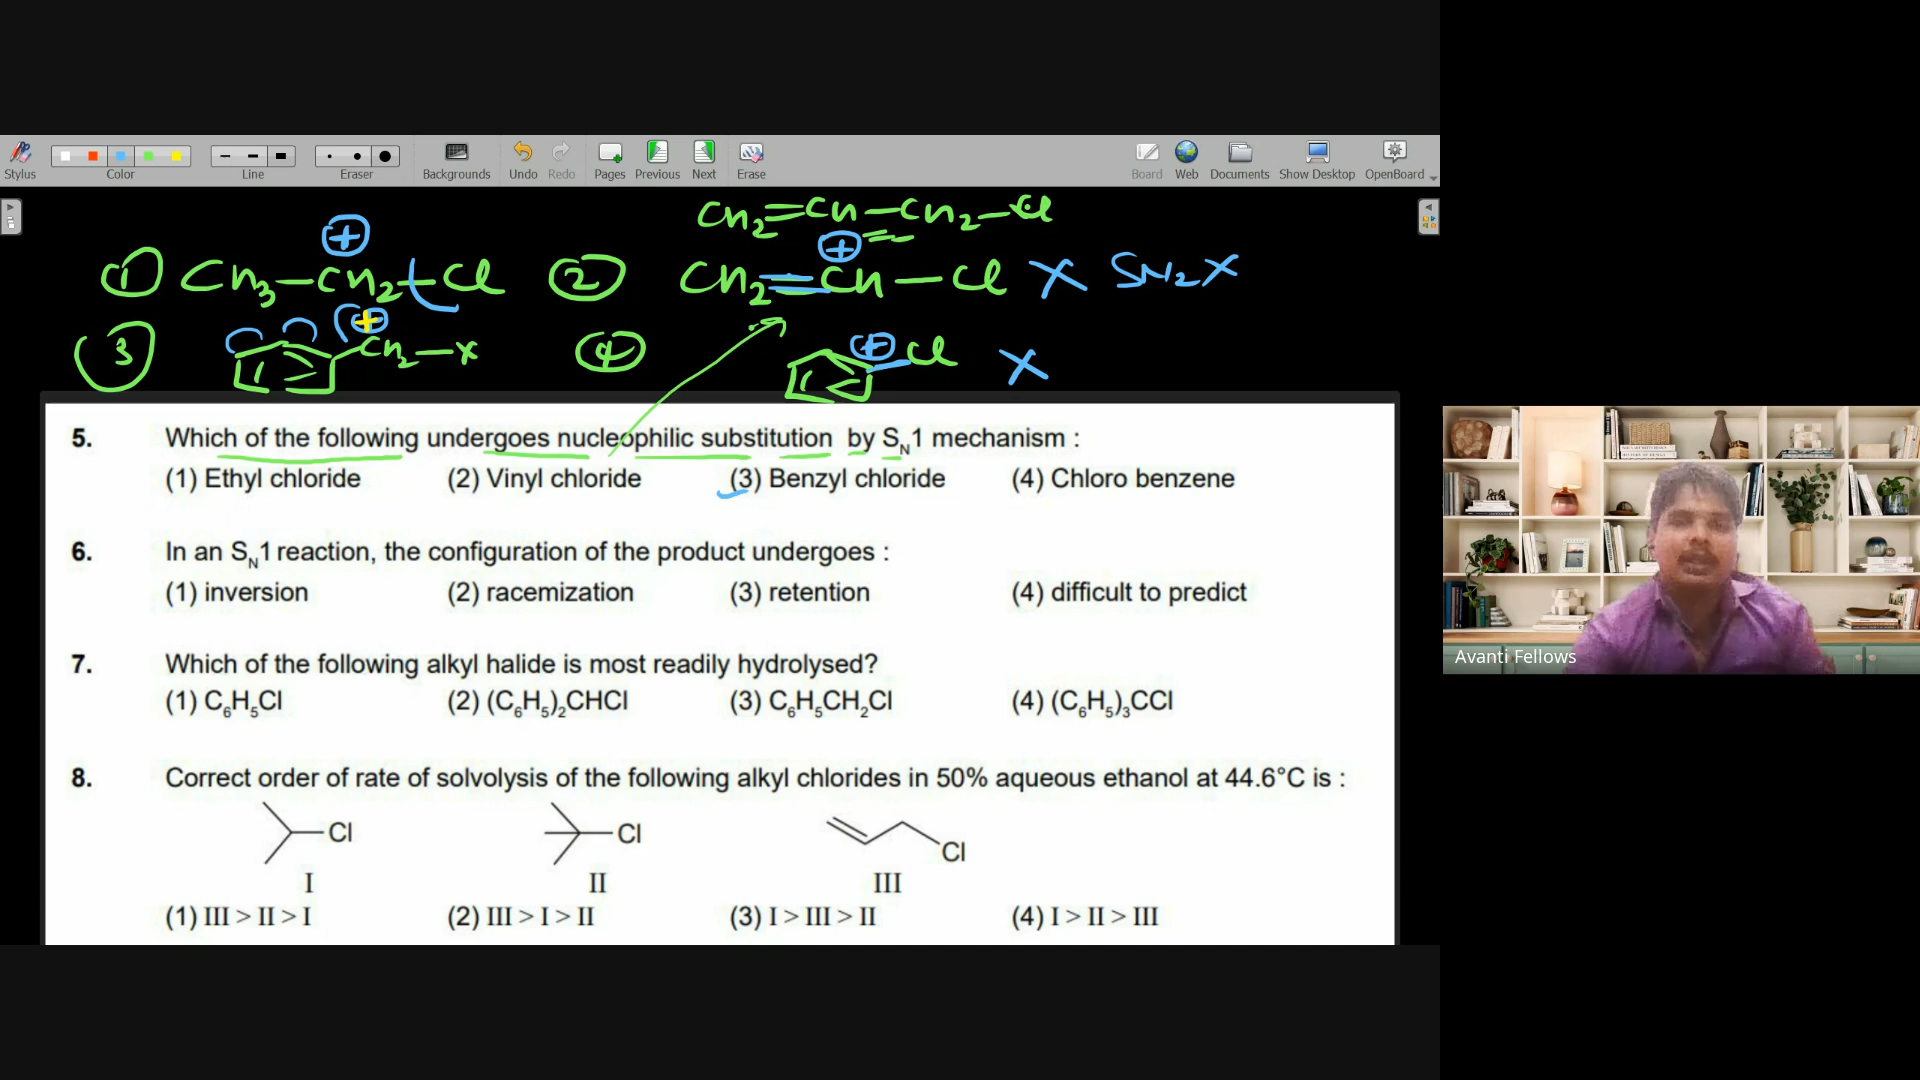 Stylus Color Line Eraser Backgrounds Undo Redo Pages Previous Next Erase Board Web Documents Show Desktop OpenBoard
CH2=CH-CH2-Cl
+ +
1 CH3-CH2-Cl 2 CH2=CH-Cl X SN2 X
3 + CH2-X 4 + Cl X
5. Which of the following undergoes nucleophilic substitution by SN1 mechanism :
(1) Ethyl chloride (2) Vinyl chloride (3) Benzyl chloride (4) Chloro benzene
6. In an SN1 reaction, the configuration of the product undergoes :
(1) inversion (2) racemization (3) retention (4) difficult to predict
7. Which of the following alkyl halide is most readily hydrolysed?
(1) C6H5Cl (2) (C6H5)2CHCl (3) C6H5CH2Cl (4) (C6H5)3CCl
8. Correct order of rate of solvolysis of the following alkyl chlorides in 50% aqueous ethanol at 44.6°C is :
Cl Cl Cl
I II III
(1) III > II > I (2) III > I > II (3) I > III > II (4) I > II > III
Avanti Fellows